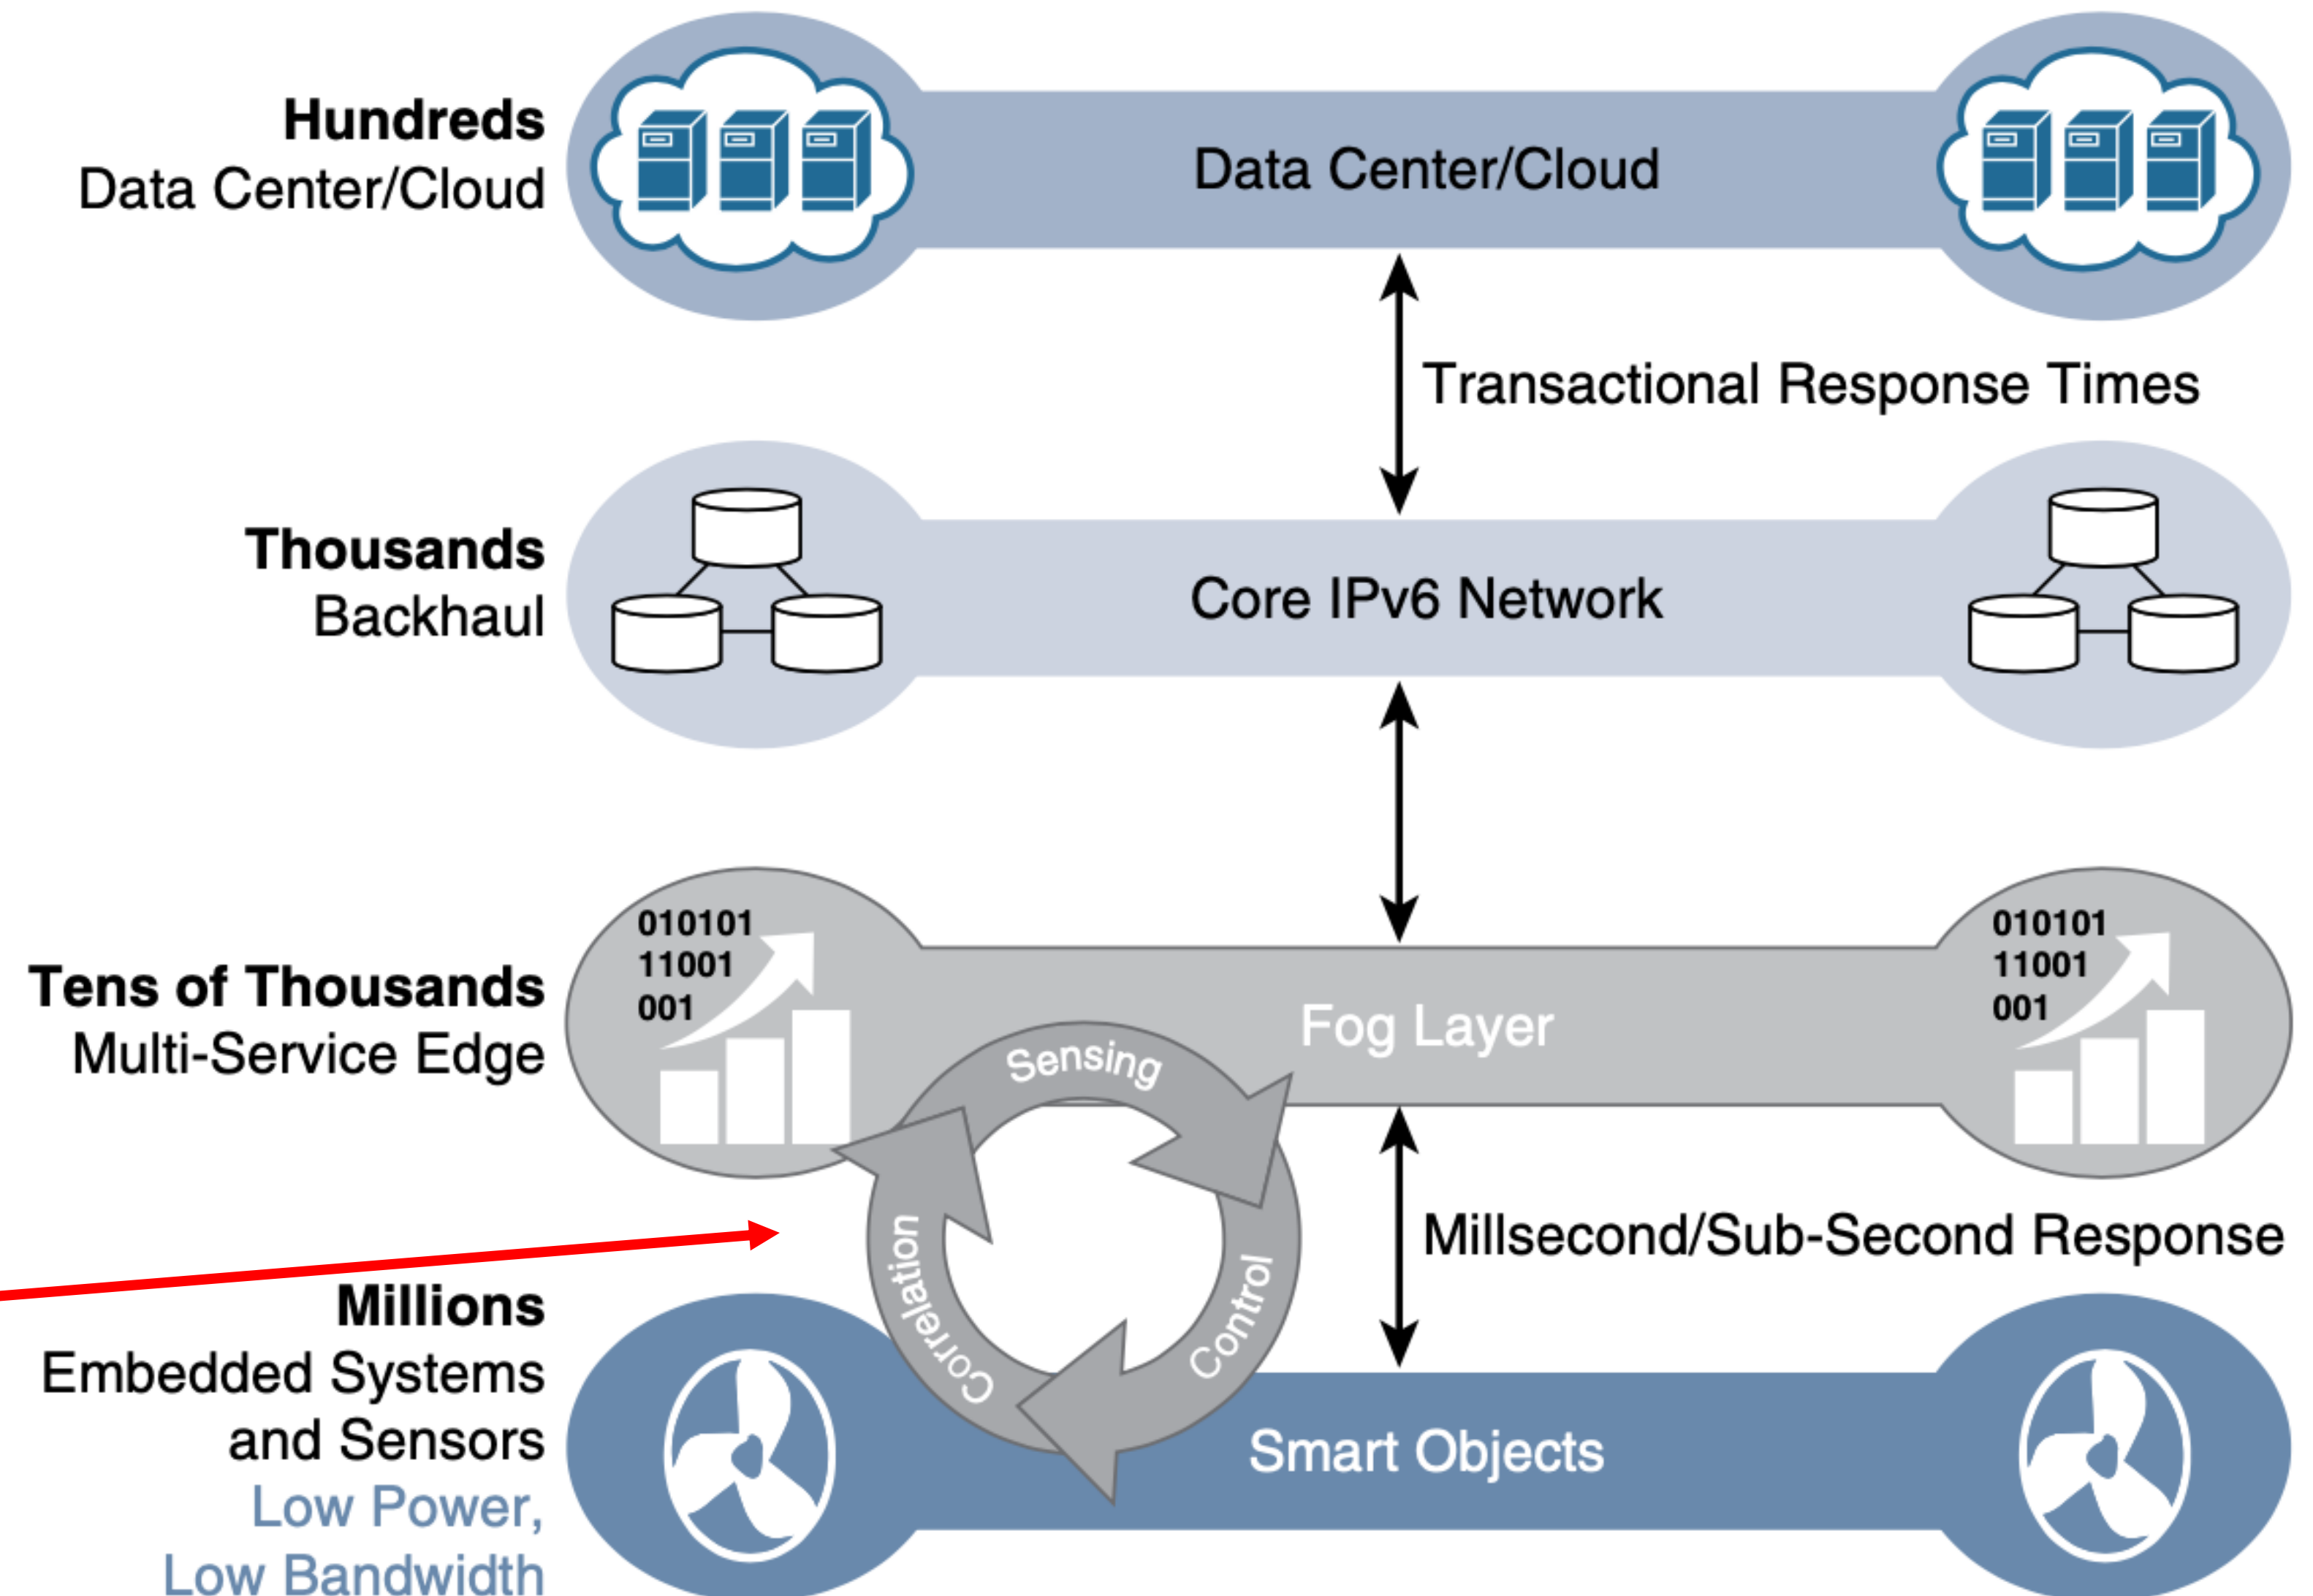 Hundreds
Data Center/Cloud
Data Center/Cloud
Transactional Response Times
Thousands
Backhaul
Core IPv6 Network
010101
11001
001
Tens of Thousands
Multi-Service Edge
Fog Layer
010101
11001
001
Sensing
Control
Correlation
Millsecond/Sub-Second Response
Millions
Embedded Systems
and Sensors
Low Power,
Low Bandwidth
Smart Objects